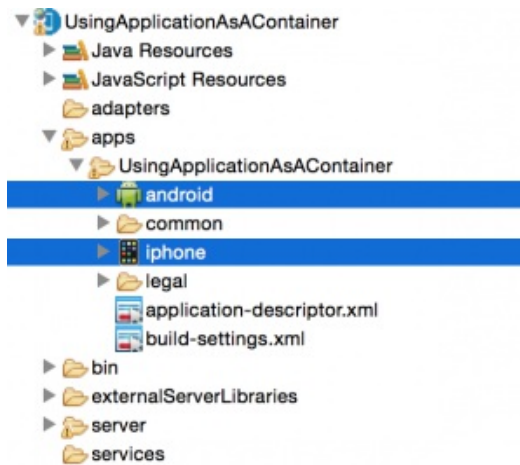 UsingApplicationAsAContainer
Java Resources
JavaScript Resources
adapters
apps
UsingApplicationAsAContainer
android
common
iphone
legal
application-descriptor.xml
build-settings.xml
bin
externalServerLibraries
server
services